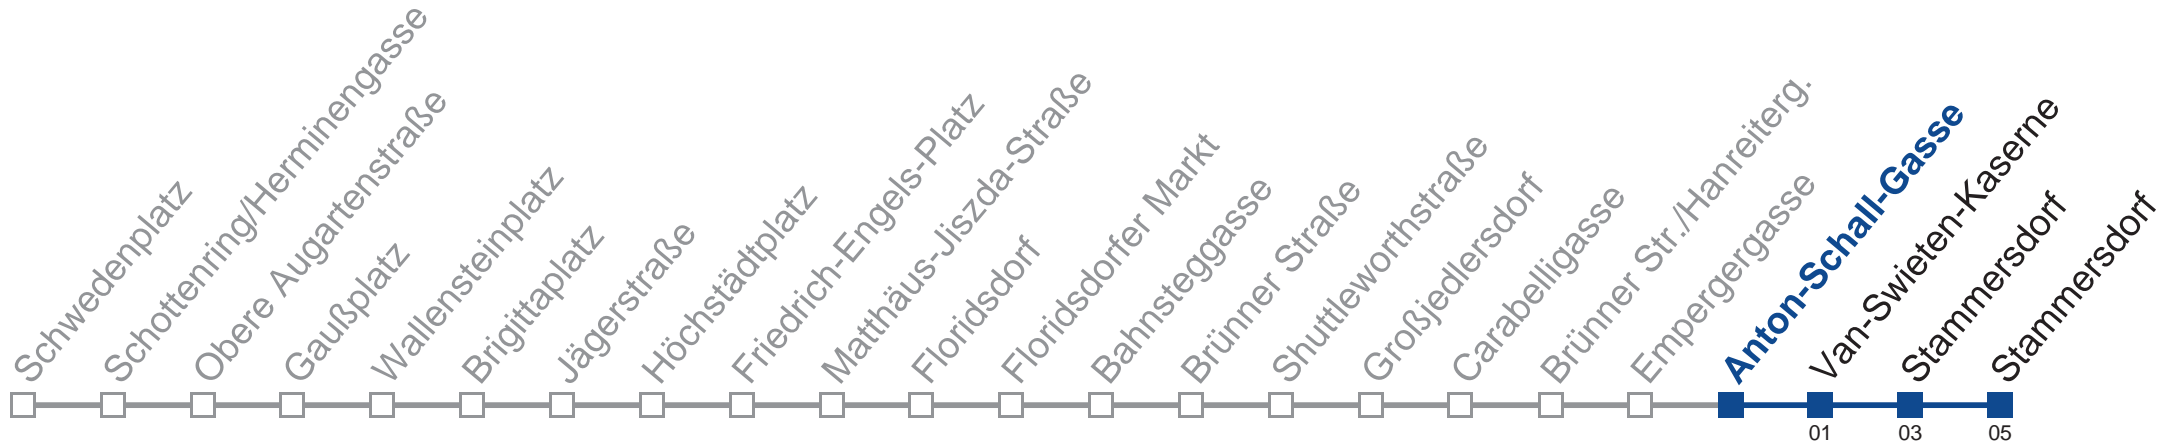 Schwedenplatz
Schottenring/Herminengasse
Obere Augartenstraße
Gaußplatz
Wallensteinplatz
Brigittaplatz
Jägerstraße
Höchstädtplatz
Friedrich-Engels-Platz
Matthäus-Jiszda-Straße
Floridsdorf
Floridsdorfer Markt
Bahnsteggasse
Brünner Straße
Shuttleworthstraße
Großjedlersdorf
Carabelligasse
Brünner Str./Hanreiterg.
Empergergasse
Anton-Schall-Gasse
Van-Swieten-Kaserne
Stammersdorf
Stammersdorf
01
03
05